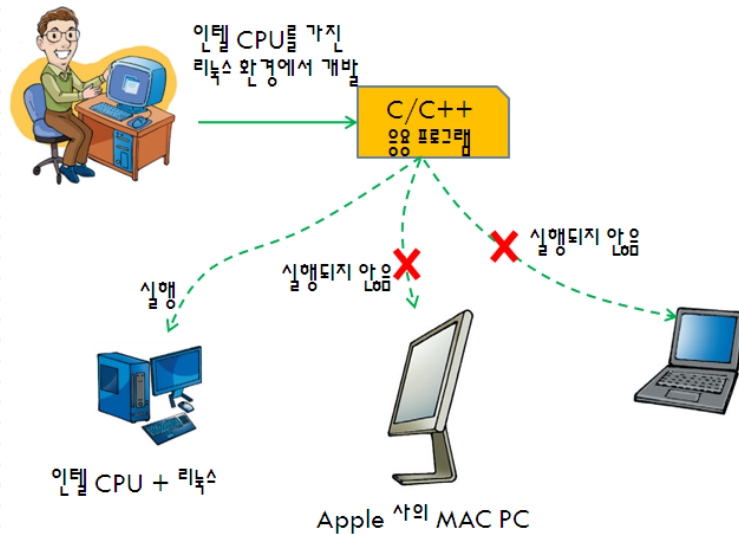 인텔 CPU를 가진
리눅스 환경에서 개발
C/C++
응용 프로그램
실행되지 않음
실행되지 않음
실행
인텔 CPU + 리눅스
Apple 사의 MAC PC